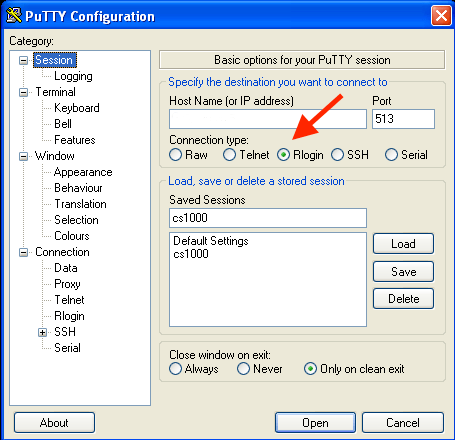 PuTTY Configuration
Category:
Session
Logging
Terminal
Keyboard
Bell
Features
Window
Appearance
Behaviour
Translation
Selection
Colours
Connection
Data
Proxy
Telnet
Rlogin
SSH
Serial
Basic options for your PuTTY session
Specify the destination you want to connect to
Host Name (or IP address) Port
513
Connection type:
Raw Telnet Rlogin SSH Serial
Load, save or delete a stored session
Saved Sessions
cs1000
Default Settings
cs1000
Load
Save
Delete
Close window on exit:
Always Never Only on clean exit
About Open Cancel